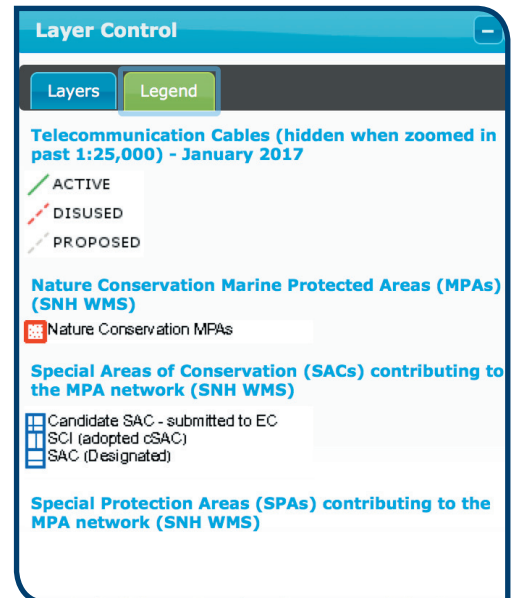 Layer Control
Layers
Legend
Telecommunication Cables (hidden when zoomed in
past 1:25,000) - January 2017
ACTIVE
DISUSED
PROPOSED
Nature Conservation Marine Protected Areas (MPAs)
(SNH WMS)
Nature Conservation MPAs
Special Areas of Conservation (SACs) contributing to
the MPA network (SNH WMS)
Candidate SAC - submitted to EC
SCI (adopted cSAC)
SAC (Designated)
Special Protection Areas (SPAs) contributing to the
MPA network (SNH WMS)